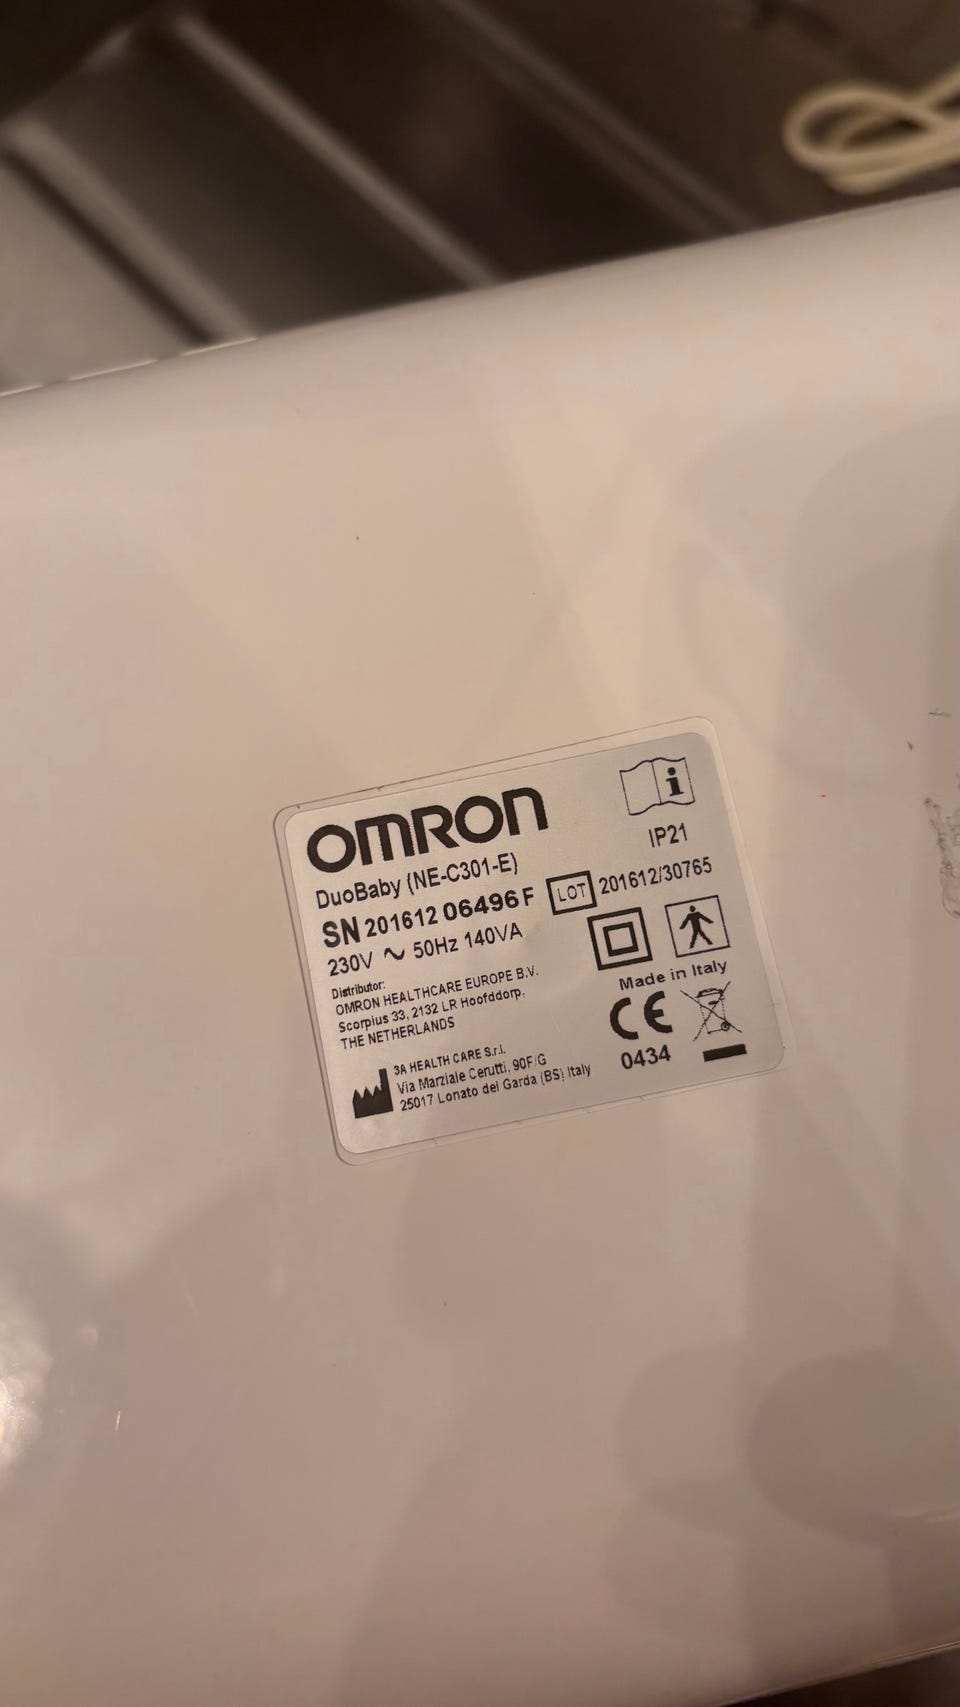 OMRON
DuoBaby (NE-C301-E)
SN 201612 06496 F
LOT 201612/30765
230V ~ 50Hz 140VA
IP21
Distributor:
OMRON HEALTHCARE EUROPE B.V.
Scorpius 33, 2132 LR Hoofddorp,
THE NETHERLANDS
Made in Italy
CE
0434
3A HEALTH CARE S.r.l.
Via Marziale Cerutti, 90F/G
25017 Lonato del Garda (BS) Italy